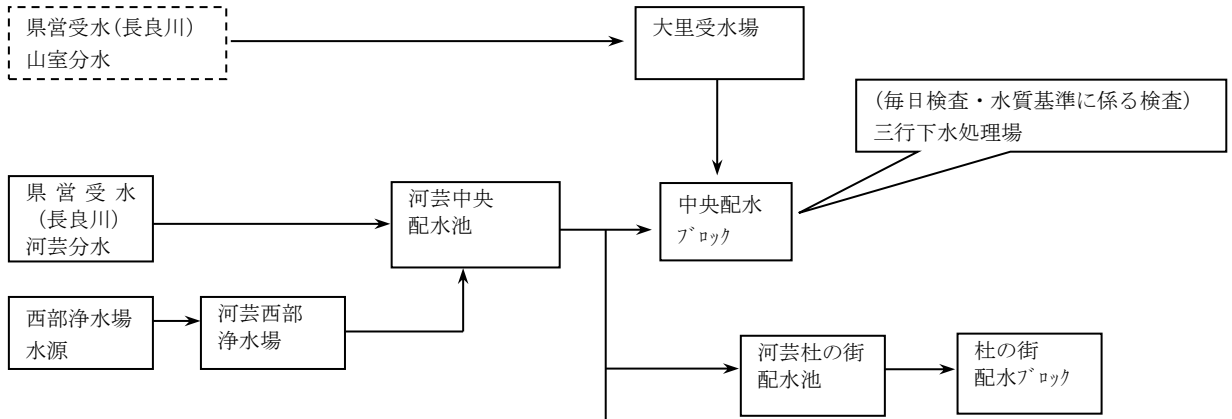 県営受水(長良川)
山室分水
大里受水場
(毎日検査・水質基準に係る検査)
三行下水処理場
県営受水
(長良川)
河芸分水
河芸中央
配水池
中央配水
ﾌﾞﾛｯｸ
西部浄水場
水源
河芸西部
浄水場
河芸杜の街
配水池
杜の街
配水ﾌﾞﾛｯｸ